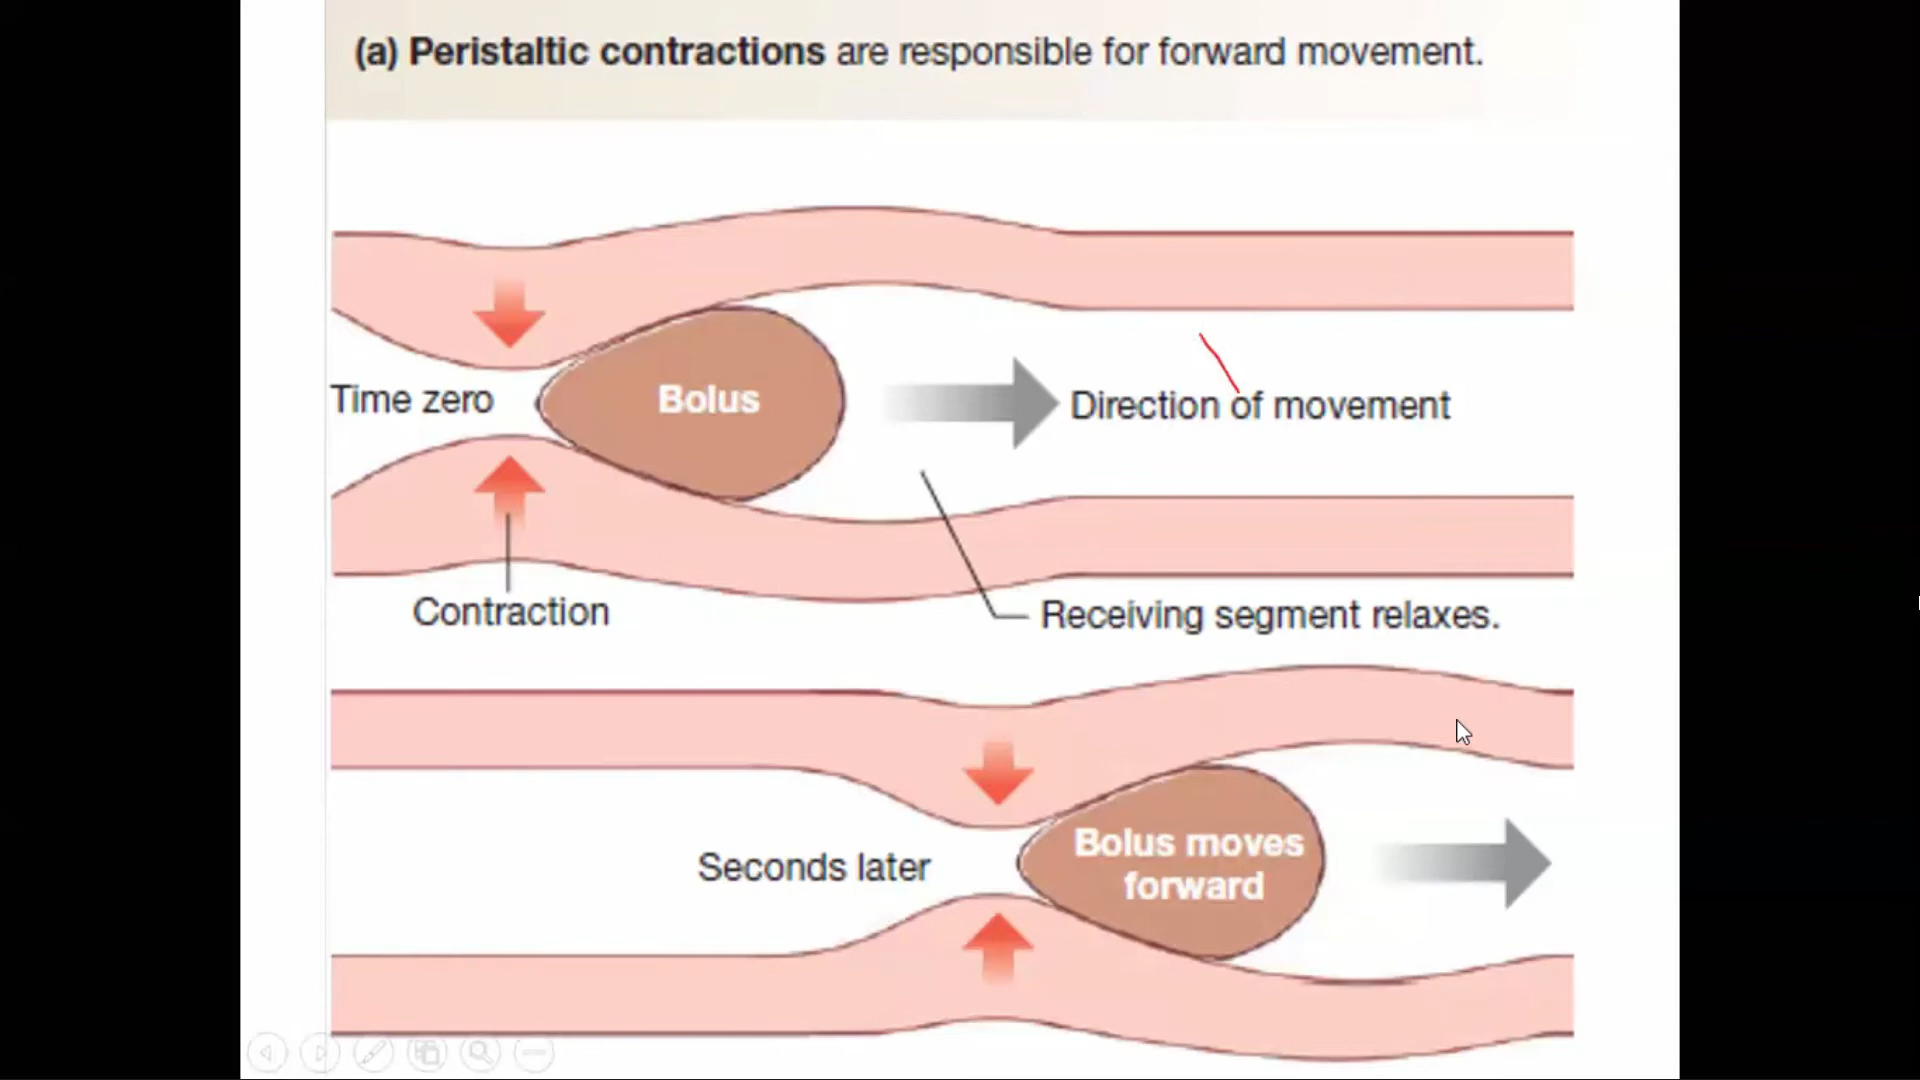 (a) Peristaltic contractions are responsible for forward movement.
Time zero
Bolus
Direction of movement
Contraction
Receiving segment relaxes.
Seconds later
Bolus moves
forward